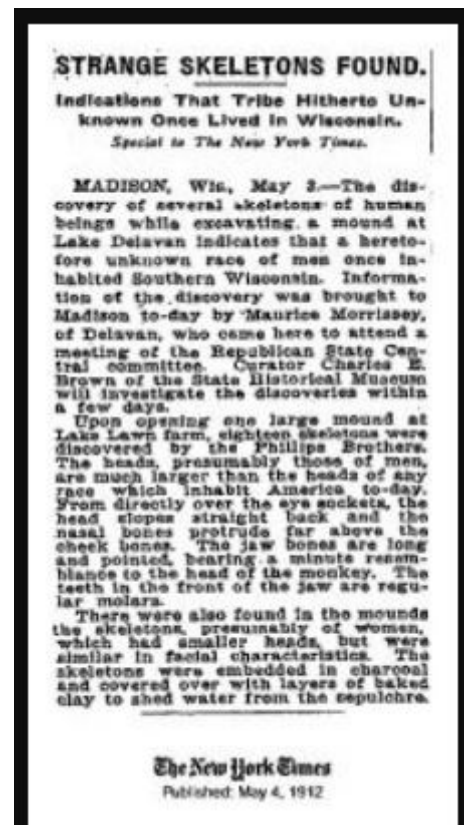 STRANGE SKELETONS FOUND.
Indications That Tribe Hitherto Un-
known Once Lived in Wisconsin.
Special to The New York Times.
MADISON, Wis., May 3.—The dis-
covery of several skeletons of human
beings while excavating a mound at
Lake Delavan indicates that a hereto-
fore unknown race of men once in-
habited Southern Wisconsin. Informa-
tion of the discovery was brought to
Madison to-day by Maurice Morrissey,
of Delavan, who came here to attend a
meeting of the Republican State Cen-
tral committee. Curator Charles E.
Brown of the State Historical Museum
will investigate the discoveries within
a few days.
Upon opening one large mound at
Lake Lawn farm, eighteen skeletons were
discovered by the Phillips Brothers.
The heads, presumably those of men,
are much larger than the heads of any
race which inhabit America to-day.
From directly over the eye sockets, the
head slopes straight back and the
nasal bones protrude far above the
cheek bones. The jaw bones are long
and pointed, bearing a minute resem-
blance to the head of the monkey. The
teeth in the front of the jaw are regu-
lar molars.
There were also found in the mounds
the skeletons, presumably of women,
which had smaller heads, but were
similar in facial characteristics. The
skeletons were embedded in charcoal
and covered over with layers of baked
clay to shed water from the sepulchre.
The New York Times
Published: May 4, 1912